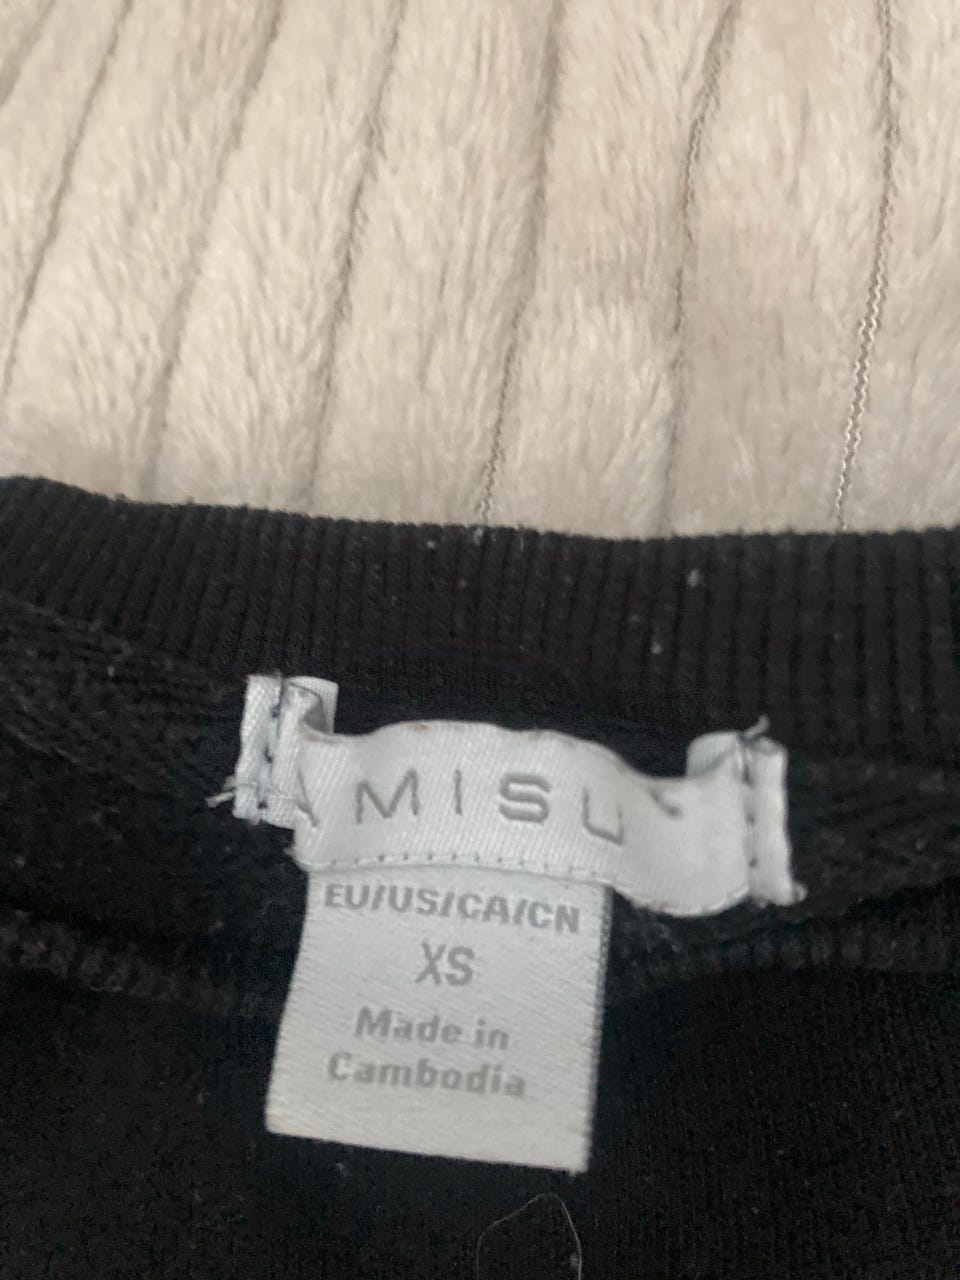 AMISU
EU/US/CA/CN
XS
Made in
Cambodia